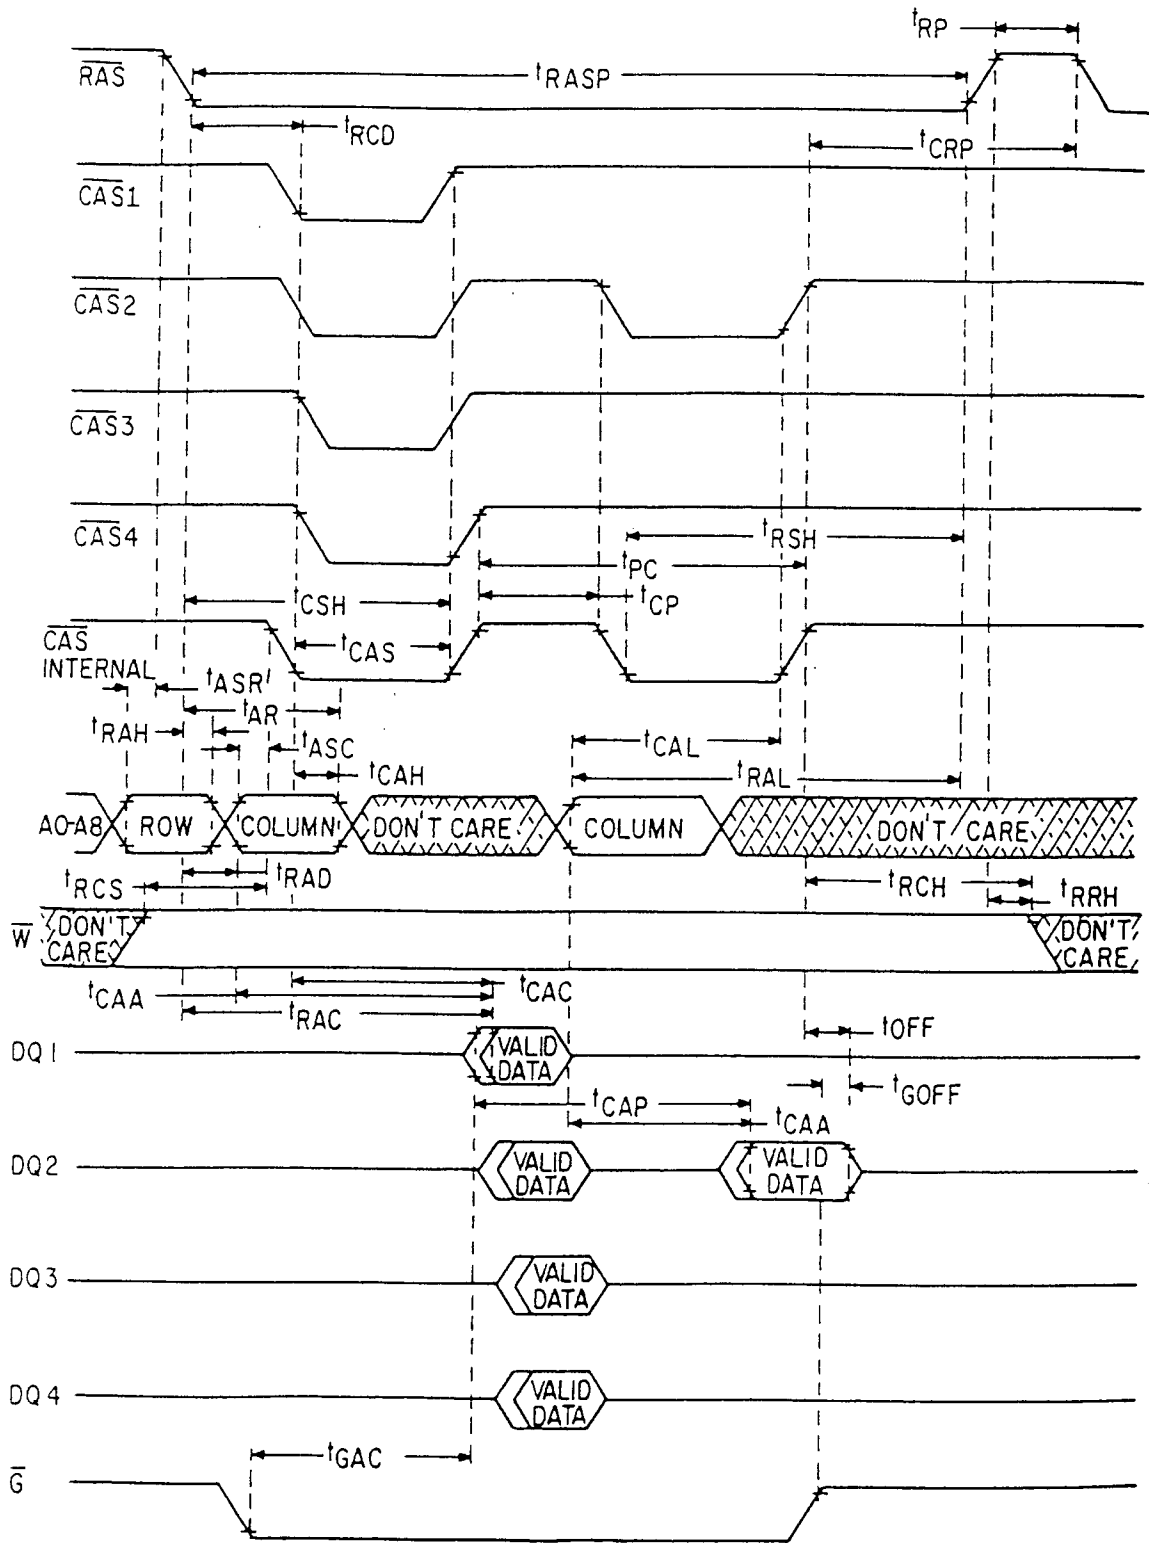 tRP
RAS
tRASP
tRCD
tCRP
CAS1
CAS2
CAS3
CAS4
tRSH
tPC
tCSH
tCP
CAS
INTERNAL
tCAS
tASR
tAR
tRAH
tASC
tCAL
tCAH
tRAL
A0-A8
ROW
COLUMN
DON'T CARE
COLUMN
DON'T CARE
tRCS
tRAD
tRCH
tRRH
W
DON'T
CARE
DON'T
CARE
tCAA
tCAC
tRAC
tOFF
DQ1
VALID
DATA
tGOFF
tCAP
tCAA
DQ2
VALID
DATA
VALID
DATA
DQ3
VALID
DATA
DQ4
VALID
DATA
tGAC
G